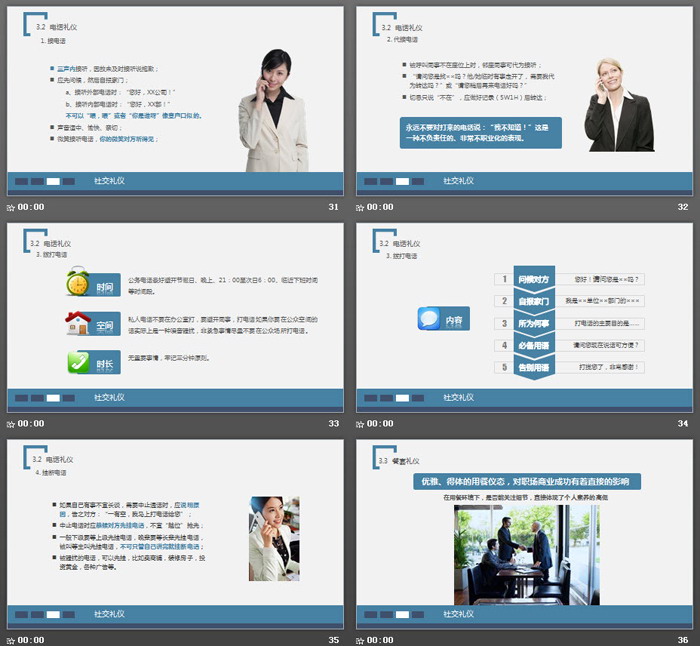 3.2 电话礼仪
1. 接电话
三声内接听，因故未及时接听说抱歉；
应先问候，然后自报家门；
a、接听外部电话时：“您好，XX公司！”
b、接听内部电话时：“您好，XX部！”
不可以“喂，喂”或者“你是谁呀”像查户口似的。
声音适中、愉快、亲切；
微笑接听电话，你的微笑对方听得见；
社交礼仪
00:00
31
3.2 电话礼仪
2. 代接电话
被呼叫同事不在座位上时，邻座同事可代为接听；
“请问您是找××吗？他/她临时有事走开了，需要我代
为转达吗？”或“请您稍后再来电话好吗？”
切忌只说“不在”，应做好记录（5W1H）后转达；
永远不要对打来的电话说：“我不知道！”这是
一种不负责任的、非常不职业化的表现。
社交礼仪
00:00
32
3.2 电话礼仪
3. 拨打电话
时间
公务电话最好避开节假日、晚上，21：00至次日6：00、临近下班时间
等时间段。
空间
私人电话不要在办公室打，要避开同事，打电话如果你要在公众空间的
话实际上是一种噪音骚扰，非紧急事情尽量不要在公众场所打电话。
时长
无重要事情，牢记三分钟原则。
社交礼仪
00:00
33
3.2 电话礼仪
3. 拨打电话
内容
1 问候对方 您好！请问您是××吗？
2 自报家门 我是××单位××部门的×××
3 所为何事 打电话的主要目的是……
4 必备用语 请问您现在说话可方便？
5 告别用语 打扰您了，非常感谢！
社交礼仪
00:00
34
3.2 电话礼仪
4. 挂断电话
如果自己有事不宜长谈，需要中止通话时，应说明原
因，告之对方：“一有空，我马上打电话给您”；
中止电话时应恭候对方先挂电话，不宜“越位”抢先；
一般下级要等上级先挂电话，晚辈要等长辈先挂电话，
被叫等主叫先挂电话，不可只管自己讲完就挂断电话；
被骚扰的电话，可以先挂，比如卖商铺，装修房子，投
资黄金，各种广告等。
社交礼仪
00:00
35
3.3 餐宴礼仪
优雅、得体的用餐仪态，对职场商业成功有着直接的影响
在用餐环境下，是否能关注细节，直接体现了个人素养的高低
社交礼仪
00:00
36